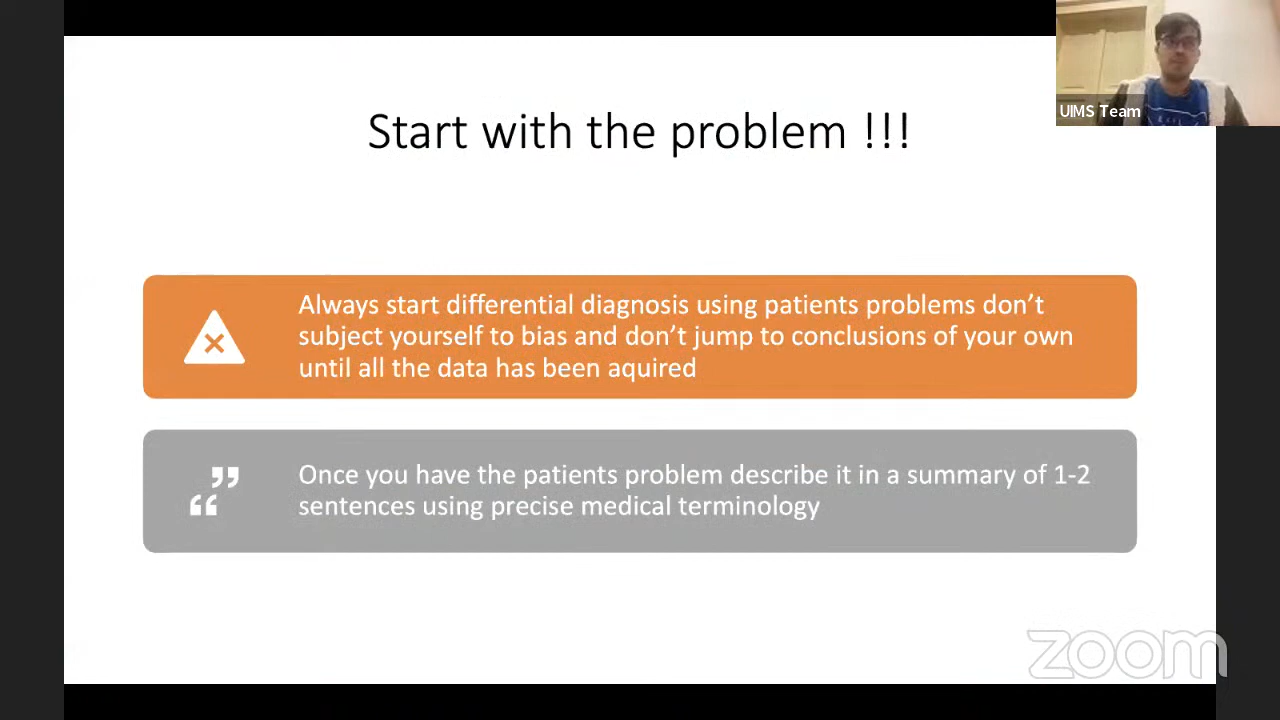 Start with the problem !!!
UIMS Team
Always start differential diagnosis using patients problems don’t
subject yourself to bias and don’t jump to conclusions of your own
until all the data has been aquired
Once you have the patients problem describe it in a summary of 1-2
sentences using precise medical terminology
zoom